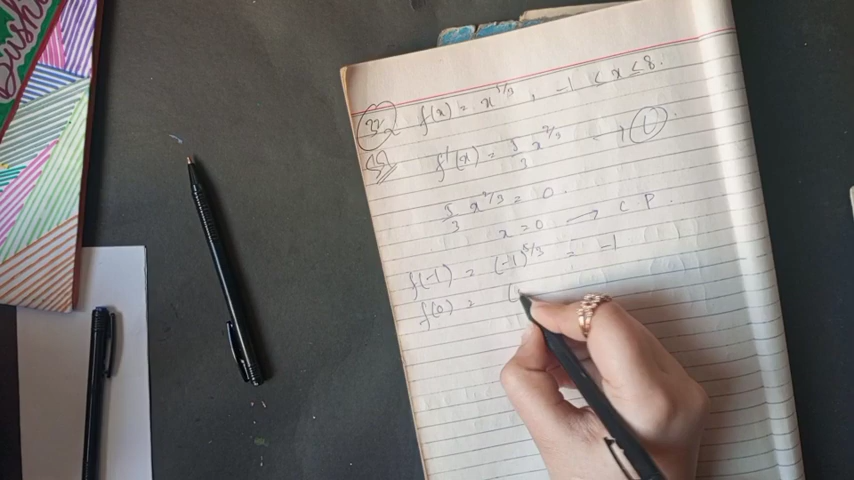 32 f(x) = x^5/3, -1 ≤ x ≤ 8.
f'(x) = 5/3 x^2/3 → 1
5/3 x^2/3 = 0.
x = 0 → C P.
f(-1) = (-1)^5/3 = -1
f(0) = (